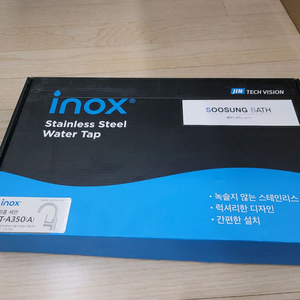 JIN TECH VISION
inox
Stainless Steel
Water Tap
SOOSUNG BATH
· 녹슬지 않는 스테인리스
· 럭셔리한 디자인
· 간편한 설치
inox
T-A350(A)